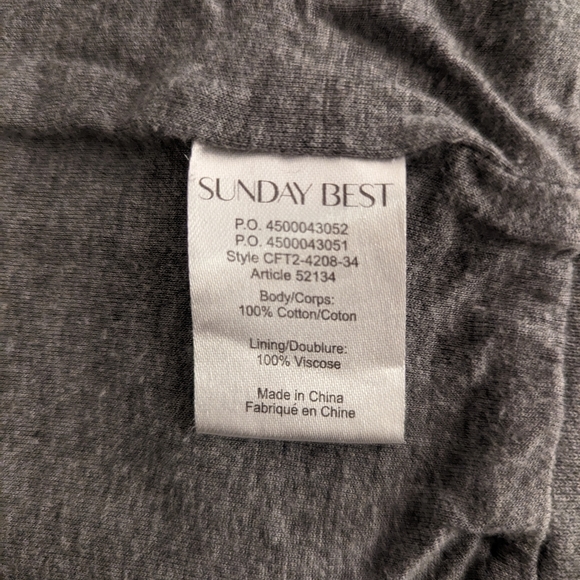 SUNDAY BEST
P.O. 4500043052
P.O. 4500043051
Style CFT2-4208-34
Article 52134
Body/Corps:
100% Cotton/Coton
Lining/Doublure:
100% Viscose
Made in China
Fabriqué en Chine